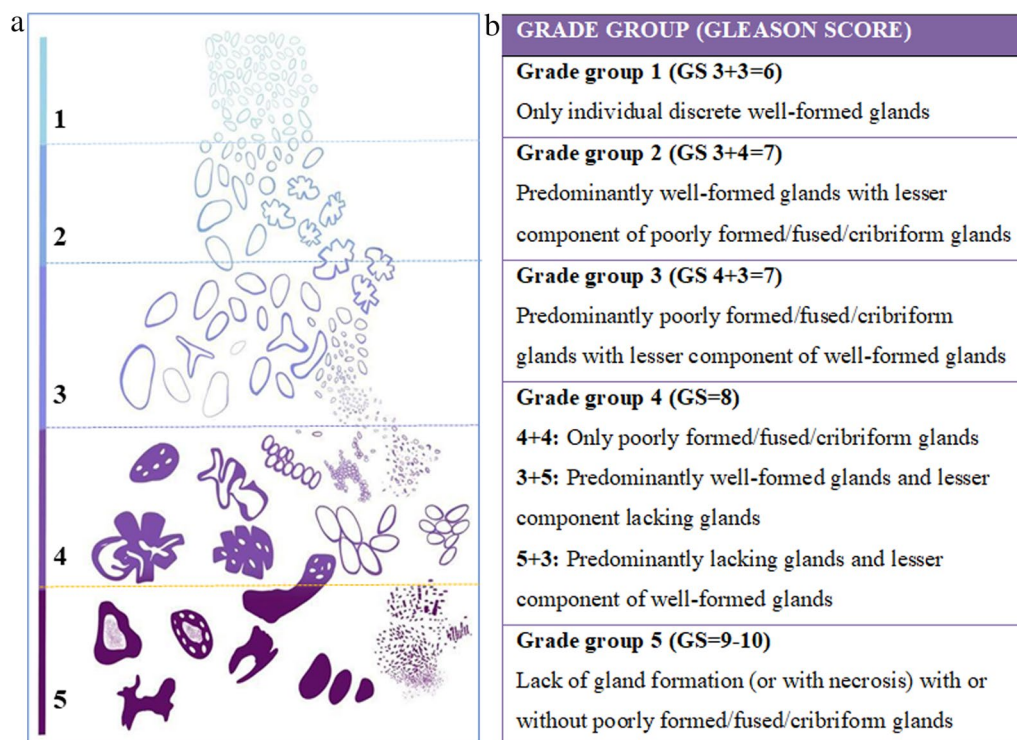 a
1
2
3
4
5
b
GRADE GROUP (GLEASON SCORE)
Grade group 1 (GS 3+3=6)
Only individual discrete well-formed glands
Grade group 2 (GS 3+4=7)
Predominantly well-formed glands with lesser
component of poorly formed/fused/cribriform glands
Grade group 3 (GS 4+3=7)
Predominantly poorly formed/fused/cribriform
glands with lesser component of well-formed glands
Grade group 4 (GS=8)
4+4: Only poorly formed/fused/cribriform glands
3+5: Predominantly well-formed glands and lesser
component lacking glands
5+3: Predominantly lacking glands and lesser
component of well-formed glands
Grade group 5 (GS=9-10)
Lack of gland formation (or with necrosis) with or
without poorly formed/fused/cribriform glands